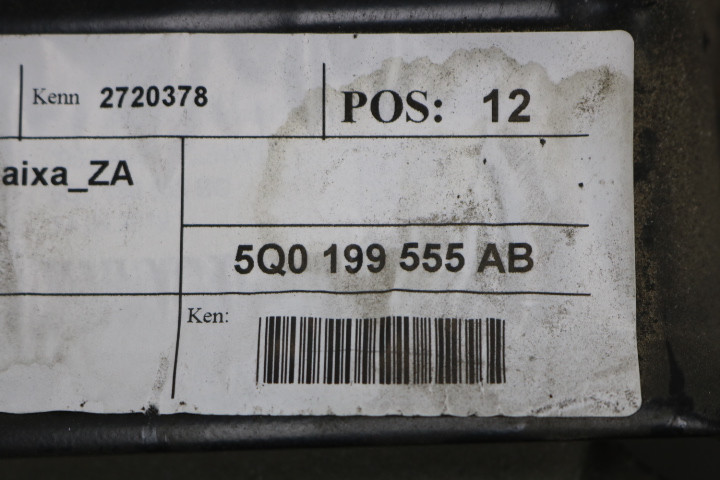 Kenn 2720378 POS: 12
aixa_ZA
5Q0 199 555 AB
Ken: